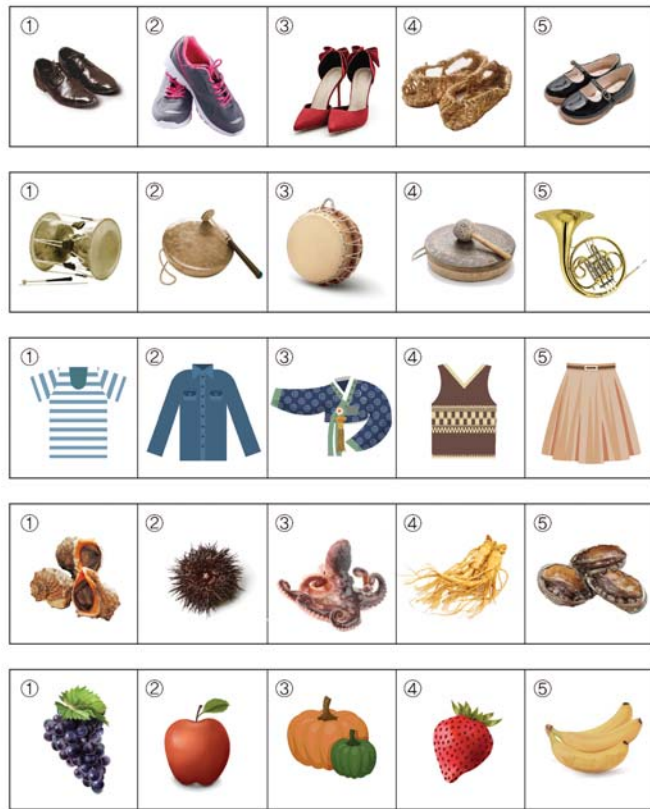 ① ② ③ ④ ⑤
① ② ③ ④ ⑤
① ② ③ ④ ⑤
① ② ③ ④ ⑤
① ② ③ ④ ⑤